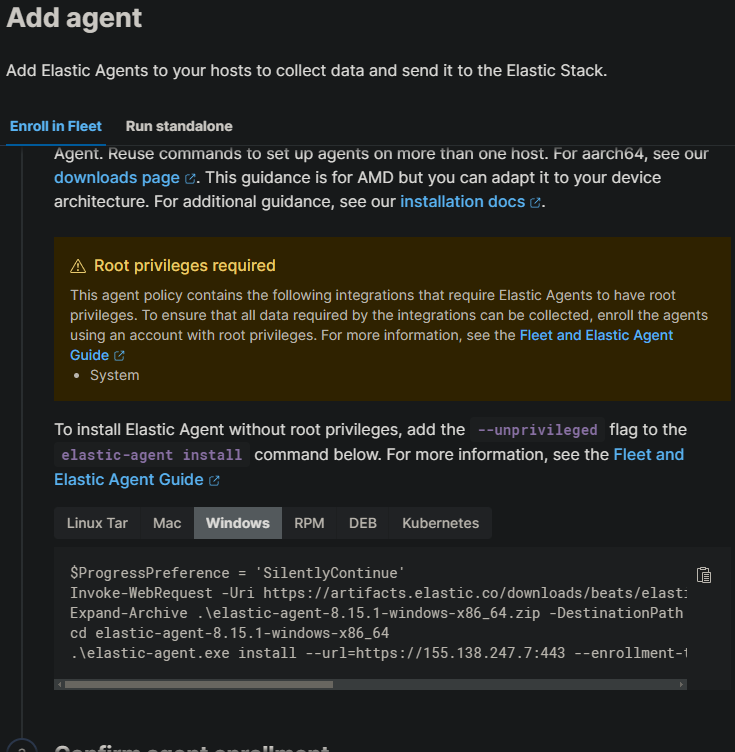 Add agent
Add Elastic Agents to your hosts to collect data and send it to the Elastic Stack.
Enroll in Fleet
Run standalone
Agent. Reuse commands to set up agents on more than one host. For aarch64, see our
downloads page. This guidance is for AMD but you can adapt it to your device
architecture. For additional guidance, see our installation docs.
Root privileges required
This agent policy contains the following integrations that require Elastic Agents to have root
privileges. To ensure that all data required by the integrations can be collected, enroll the agents
using an account with root privileges. For more information, see the Fleet and Elastic Agent
Guide
• System
To install Elastic Agent without root privileges, add the --unprivileged flag to the
elastic-agent install command below. For more information, see the Fleet and
Elastic Agent Guide
Linux Tar
Mac
Windows
RPM
DEB
Kubernetes
$ProgressPreference = 'SilentlyContinue'
Invoke-WebRequest -Uri https://artifacts.elastic.co/downloads/beats/elasti
Expand-Archive .\elastic-agent-8.15.1-windows-x86_64.zip -DestinationPath
cd elastic-agent-8.15.1-windows-x86_64
.\elastic-agent.exe install --url=https://155.138.247.7:443 --enrollment-t
Confirm agent enrollment